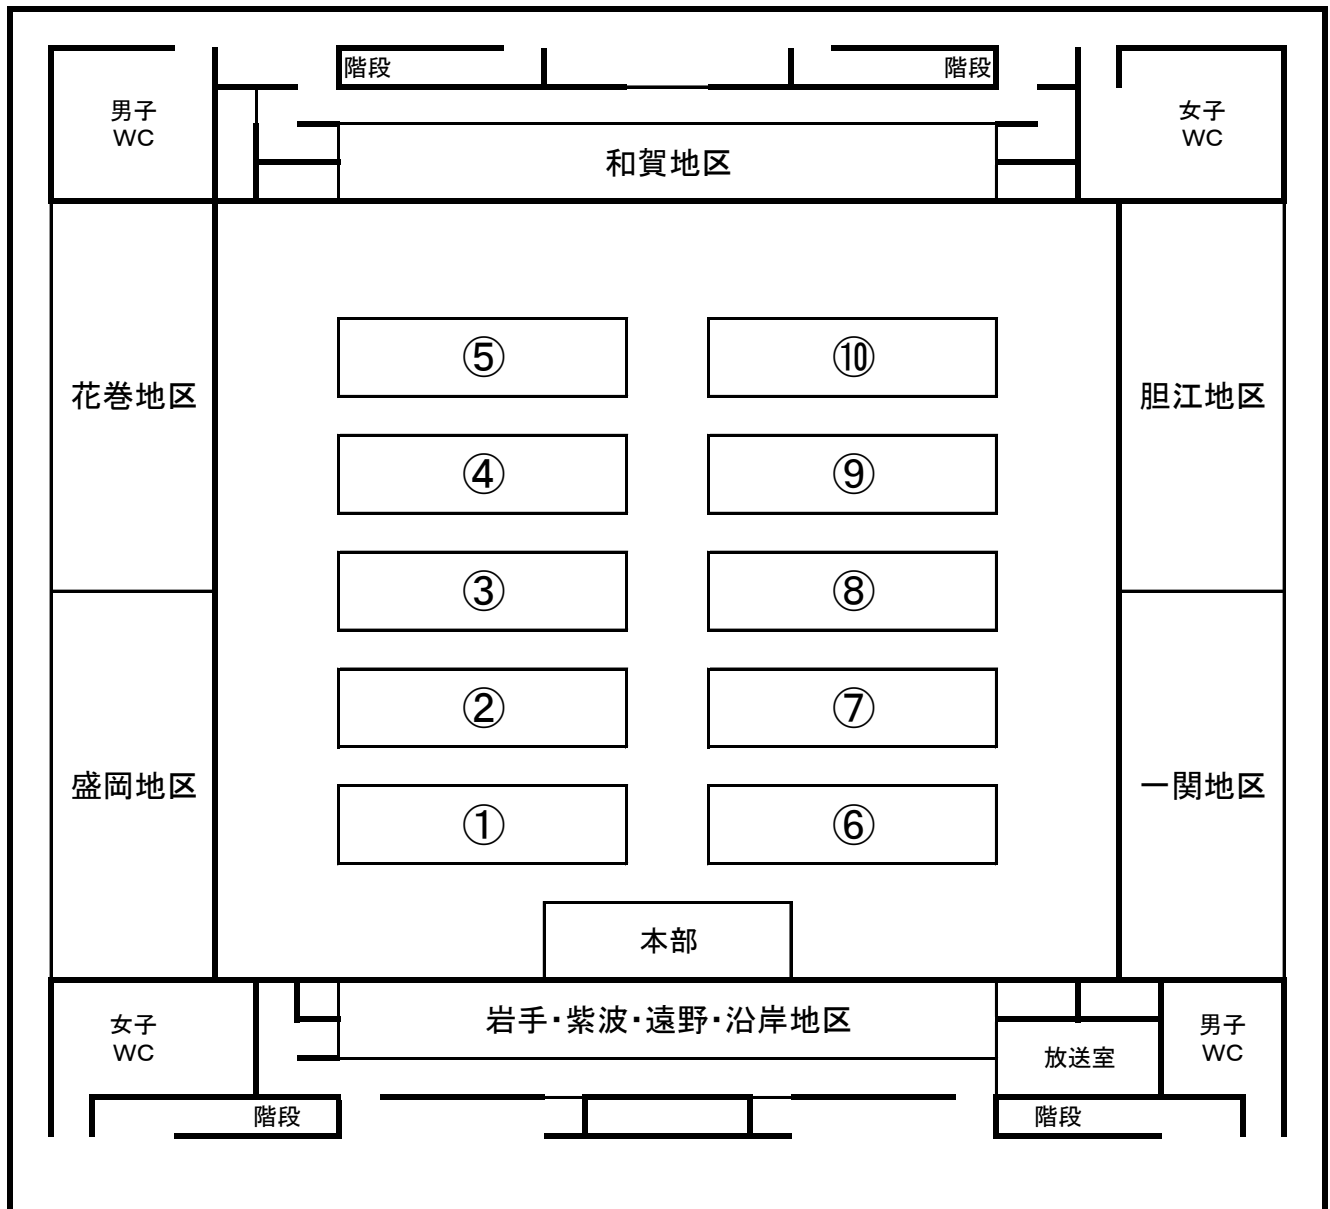 階段
階段
男子
WC
女子
WC
和賀地区
⑤
⑩
花巻地区
胆江地区
④
⑨
③
⑧
②
⑦
盛岡地区
一関地区
①
⑥
本部
岩手・紫波・遠野・沿岸地区
女子
WC
男子
WC
放送室
階段
階段